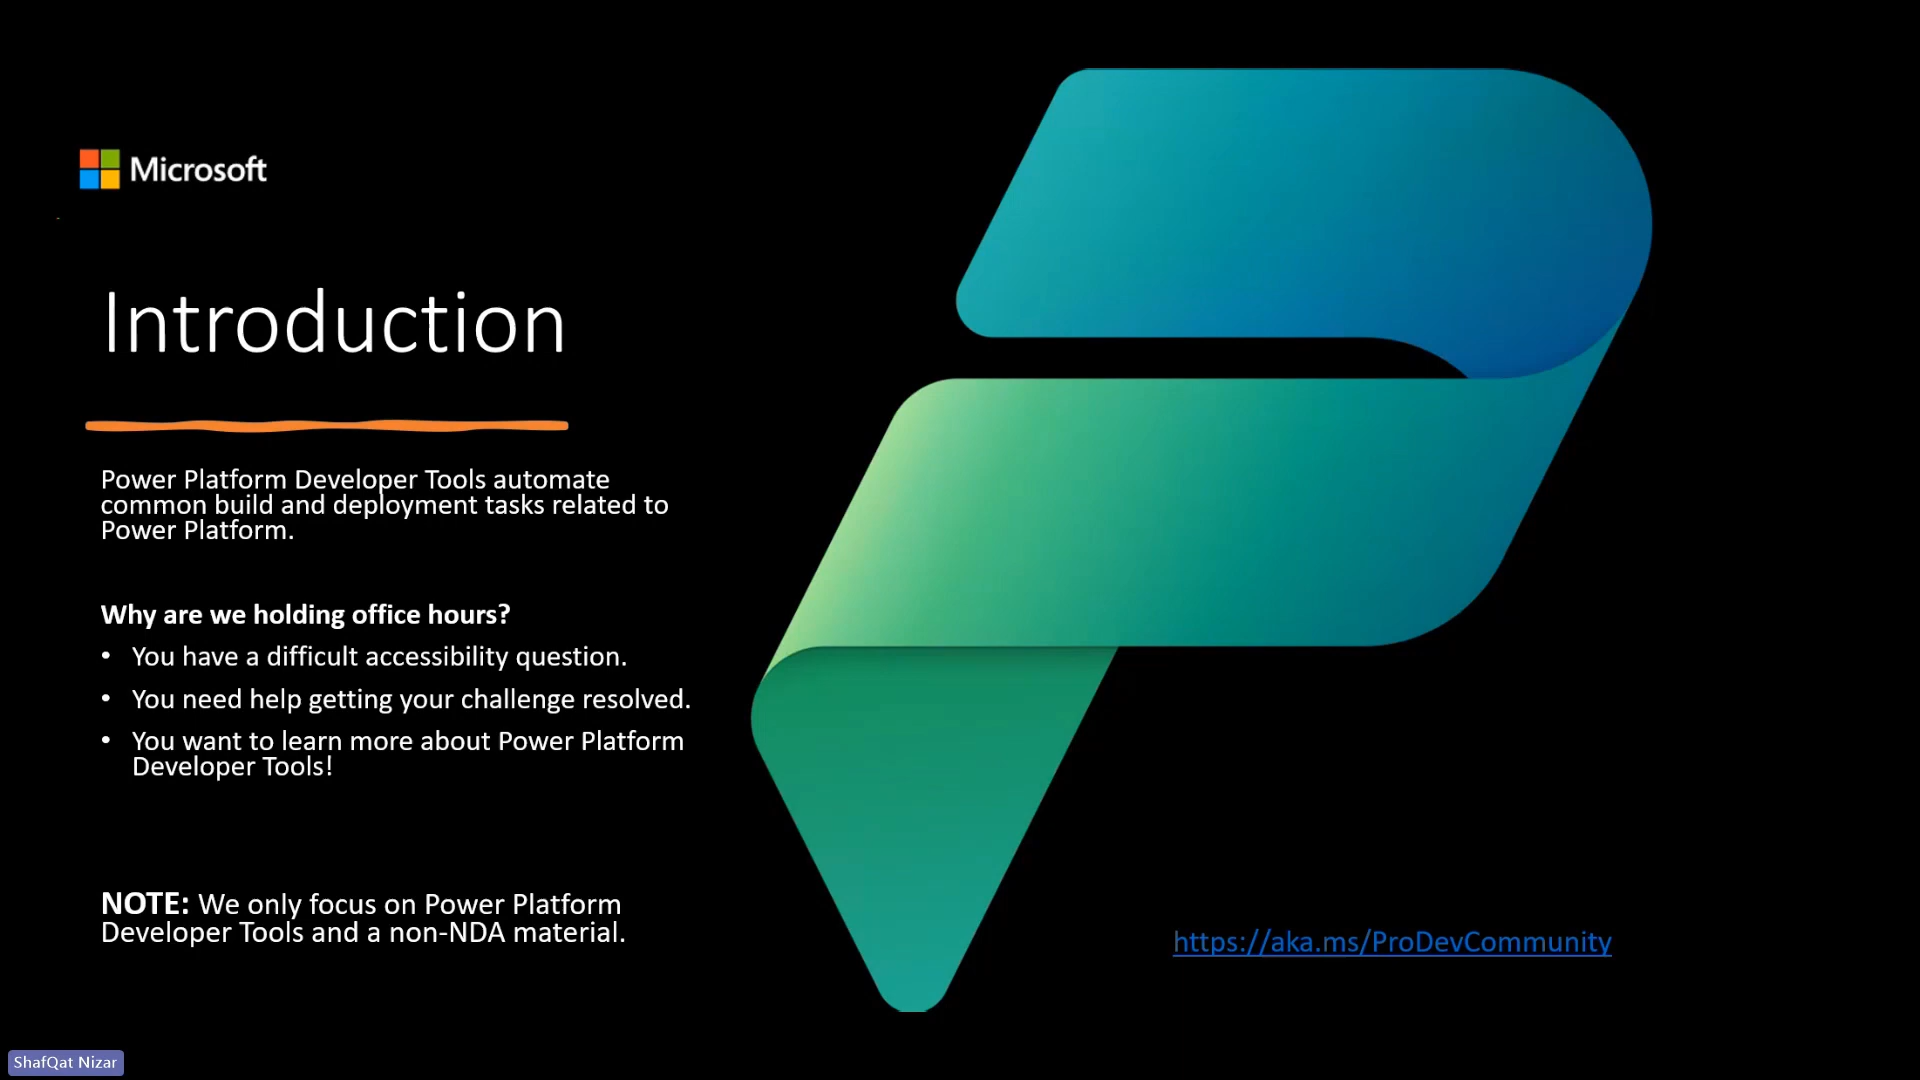 Microsoft
Introduction
Power Platform Developer Tools automate
common build and deployment tasks related to
Power Platform.
Why are we holding office hours?
• You have a difficult accessibility question.
• You need help getting your challenge resolved.
• You want to learn more about Power Platform
Developer Tools!
NOTE: We only focus on Power Platform
Developer Tools and a non-NDA material.
https://aka.ms/ProDevCommunity
ShafQat Nizar